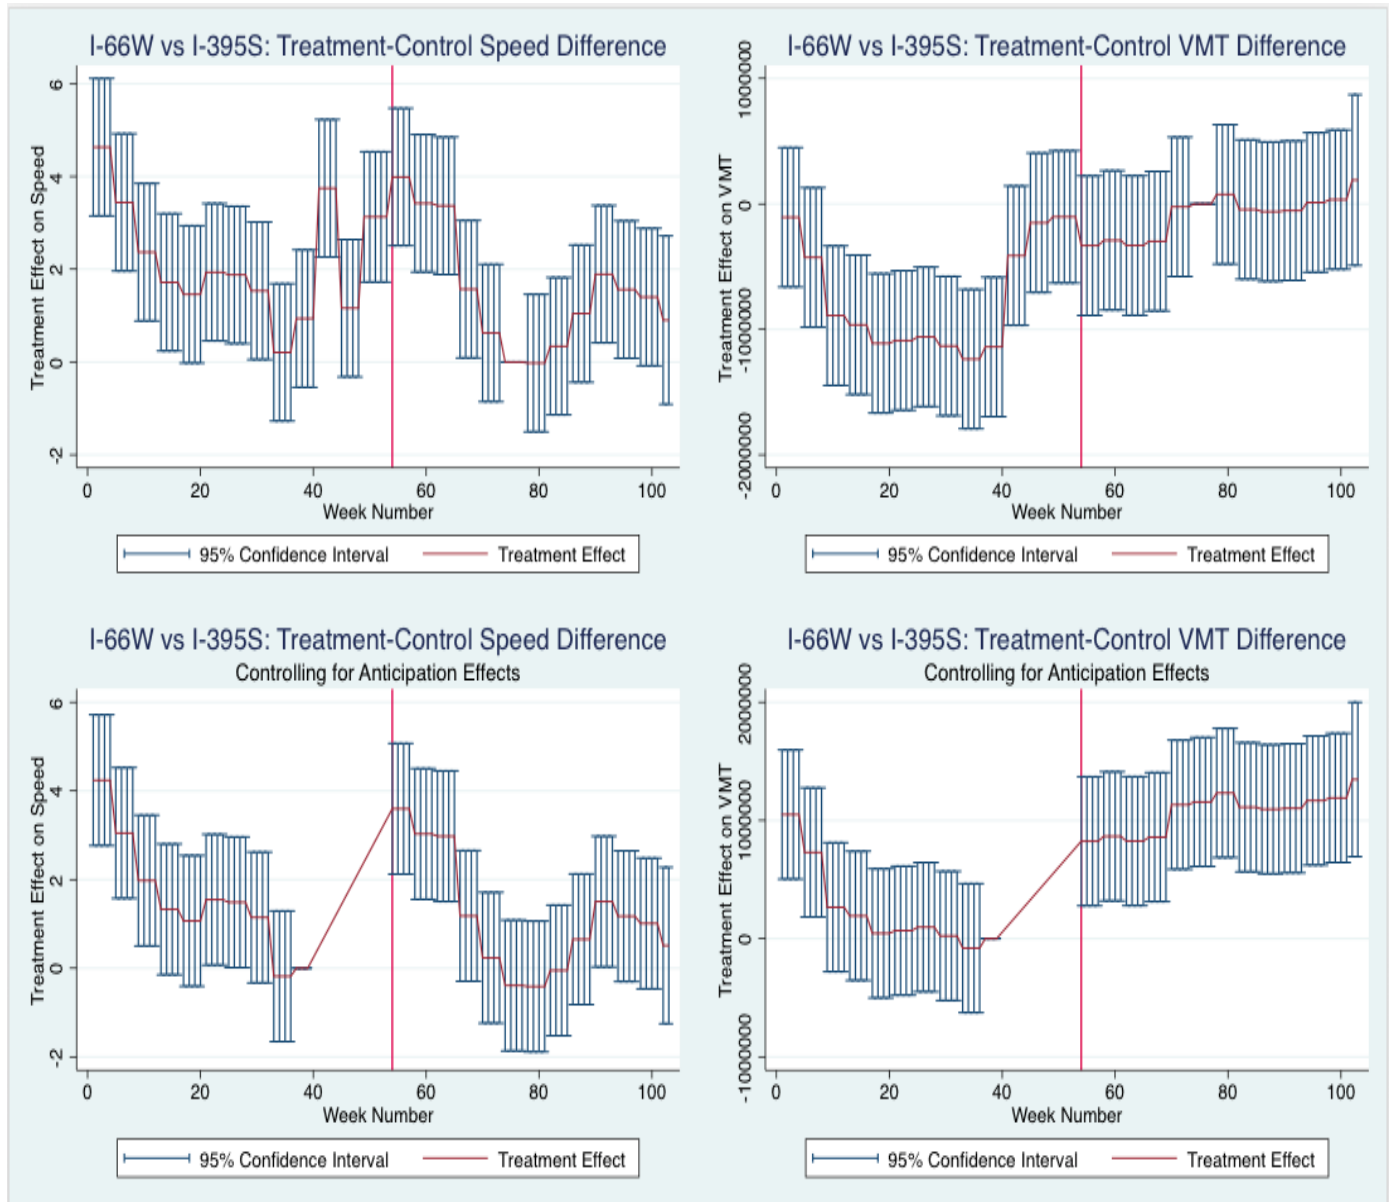 I-66W vs I-395S: Treatment-Control Speed Difference
Treatment Effect on Speed
6
4
2
0
-2
0 20 40 60 80 100
Week Number
95% Confidence Interval Treatment Effect
I-66W vs I-395S: Treatment-Control VMT Difference
Treatment Effect on VMT
1000000
0
-1000000
-2000000
0 20 40 60 80 100
Week Number
95% Confidence Interval Treatment Effect
I-66W vs I-395S: Treatment-Control Speed Difference
Controlling for Anticipation Effects
Treatment Effect on Speed
6
4
2
0
-2
0 20 40 60 80 100
Week Number
95% Confidence Interval Treatment Effect
I-66W vs I-395S: Treatment-Control VMT Difference
Controlling for Anticipation Effects
Treatment Effect on VMT
2000000
1000000
0
-1000000
0 20 40 60 80 100
Week Number
95% Confidence Interval Treatment Effect